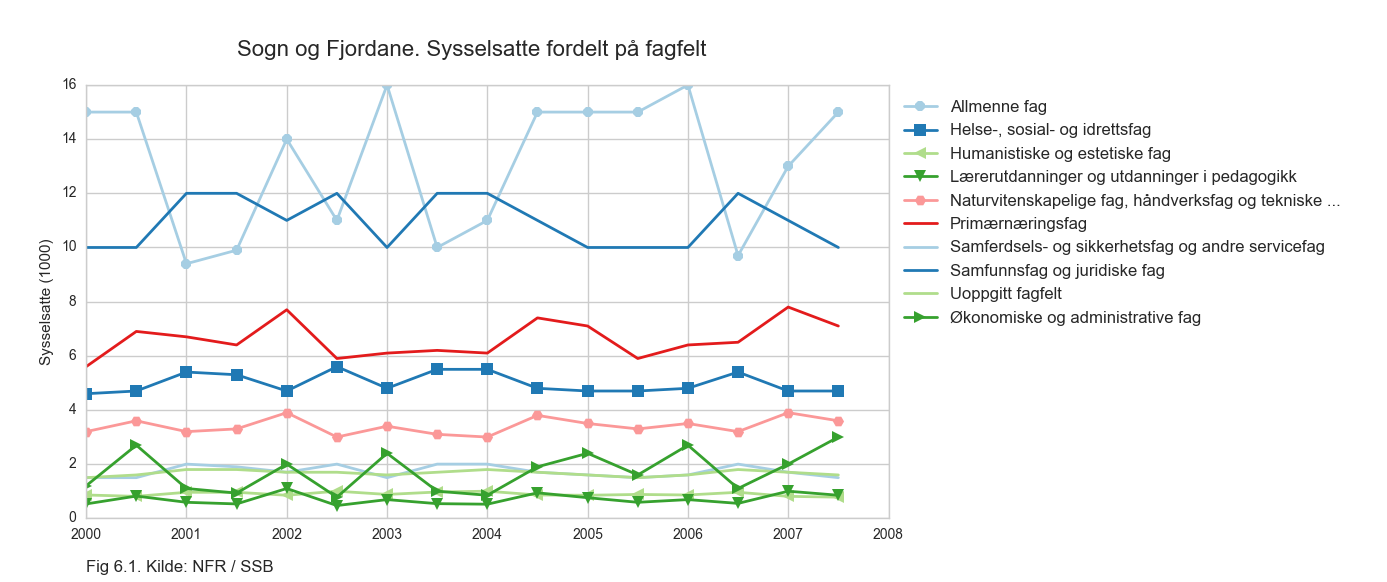 Sogn og Fjordane. Sysselsatte fordelt på fagfelt
Sysselsatte (1000)
16
14
12
10
8
6
4
2
0
2000 2001 2002 2003 2004 2005 2006 2007 2008
Allmenne fag
Helse-, sosial- og idrettsfag
Humanistiske og estetiske fag
Lærerutdanninger og utdanninger i pedagogikk
Naturvitenskapelige fag, håndverksfag og tekniske ...
Primærnæringsfag
Samferdsels- og sikkerhetsfag og andre servicefag
Samfunnsfag og juridiske fag
Uoppgitt fagfelt
Økonomiske og administrative fag
Fig 6.1. Kilde: NFR / SSB